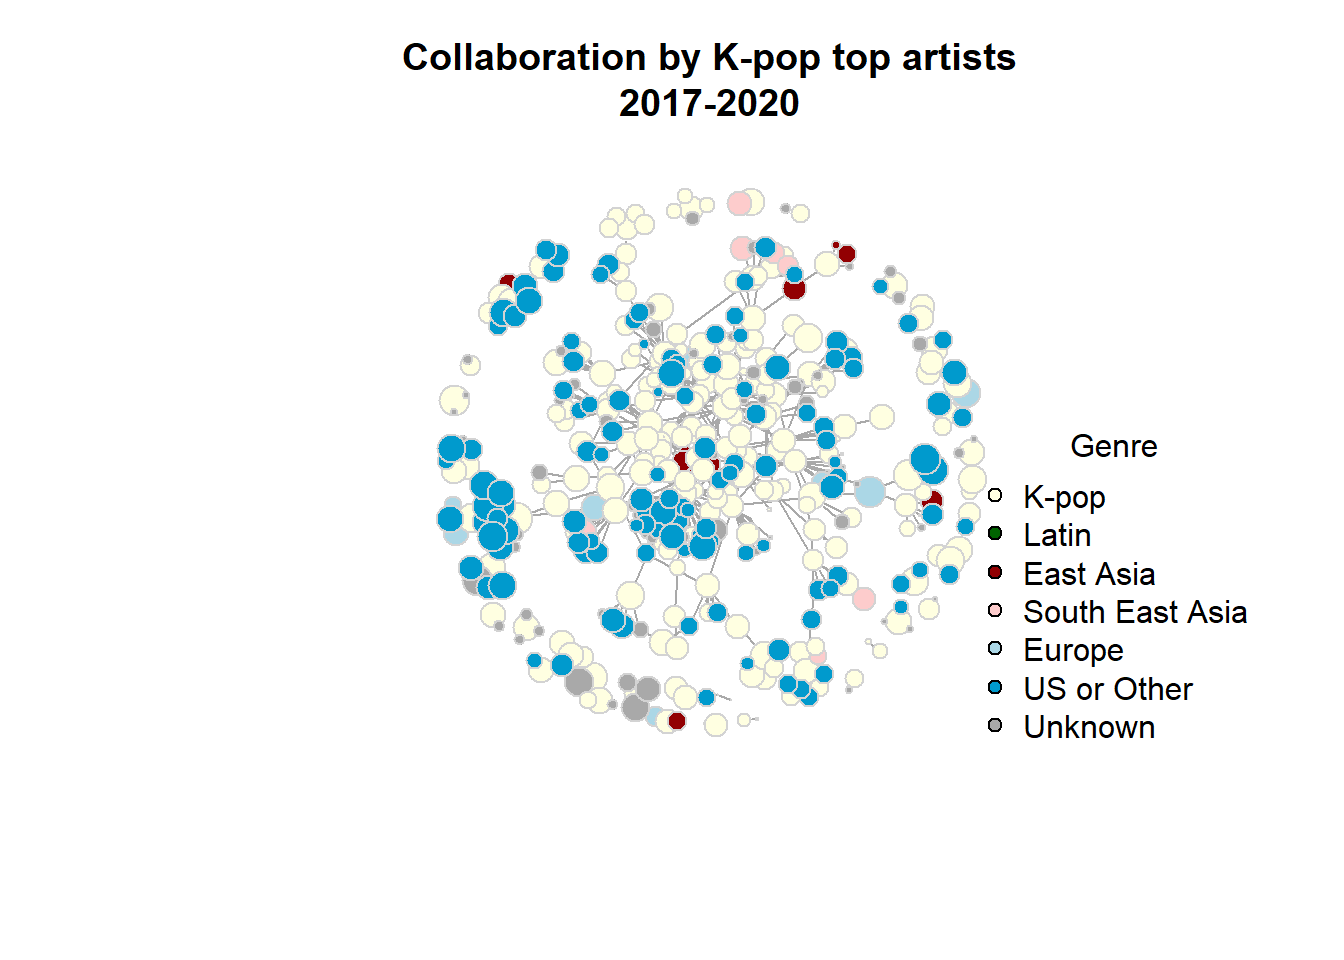 Collaboration by K-pop top artists
2017-2020
Genre
K-pop
Latin
East Asia
South East Asia
Europe
US or Other
Unknown